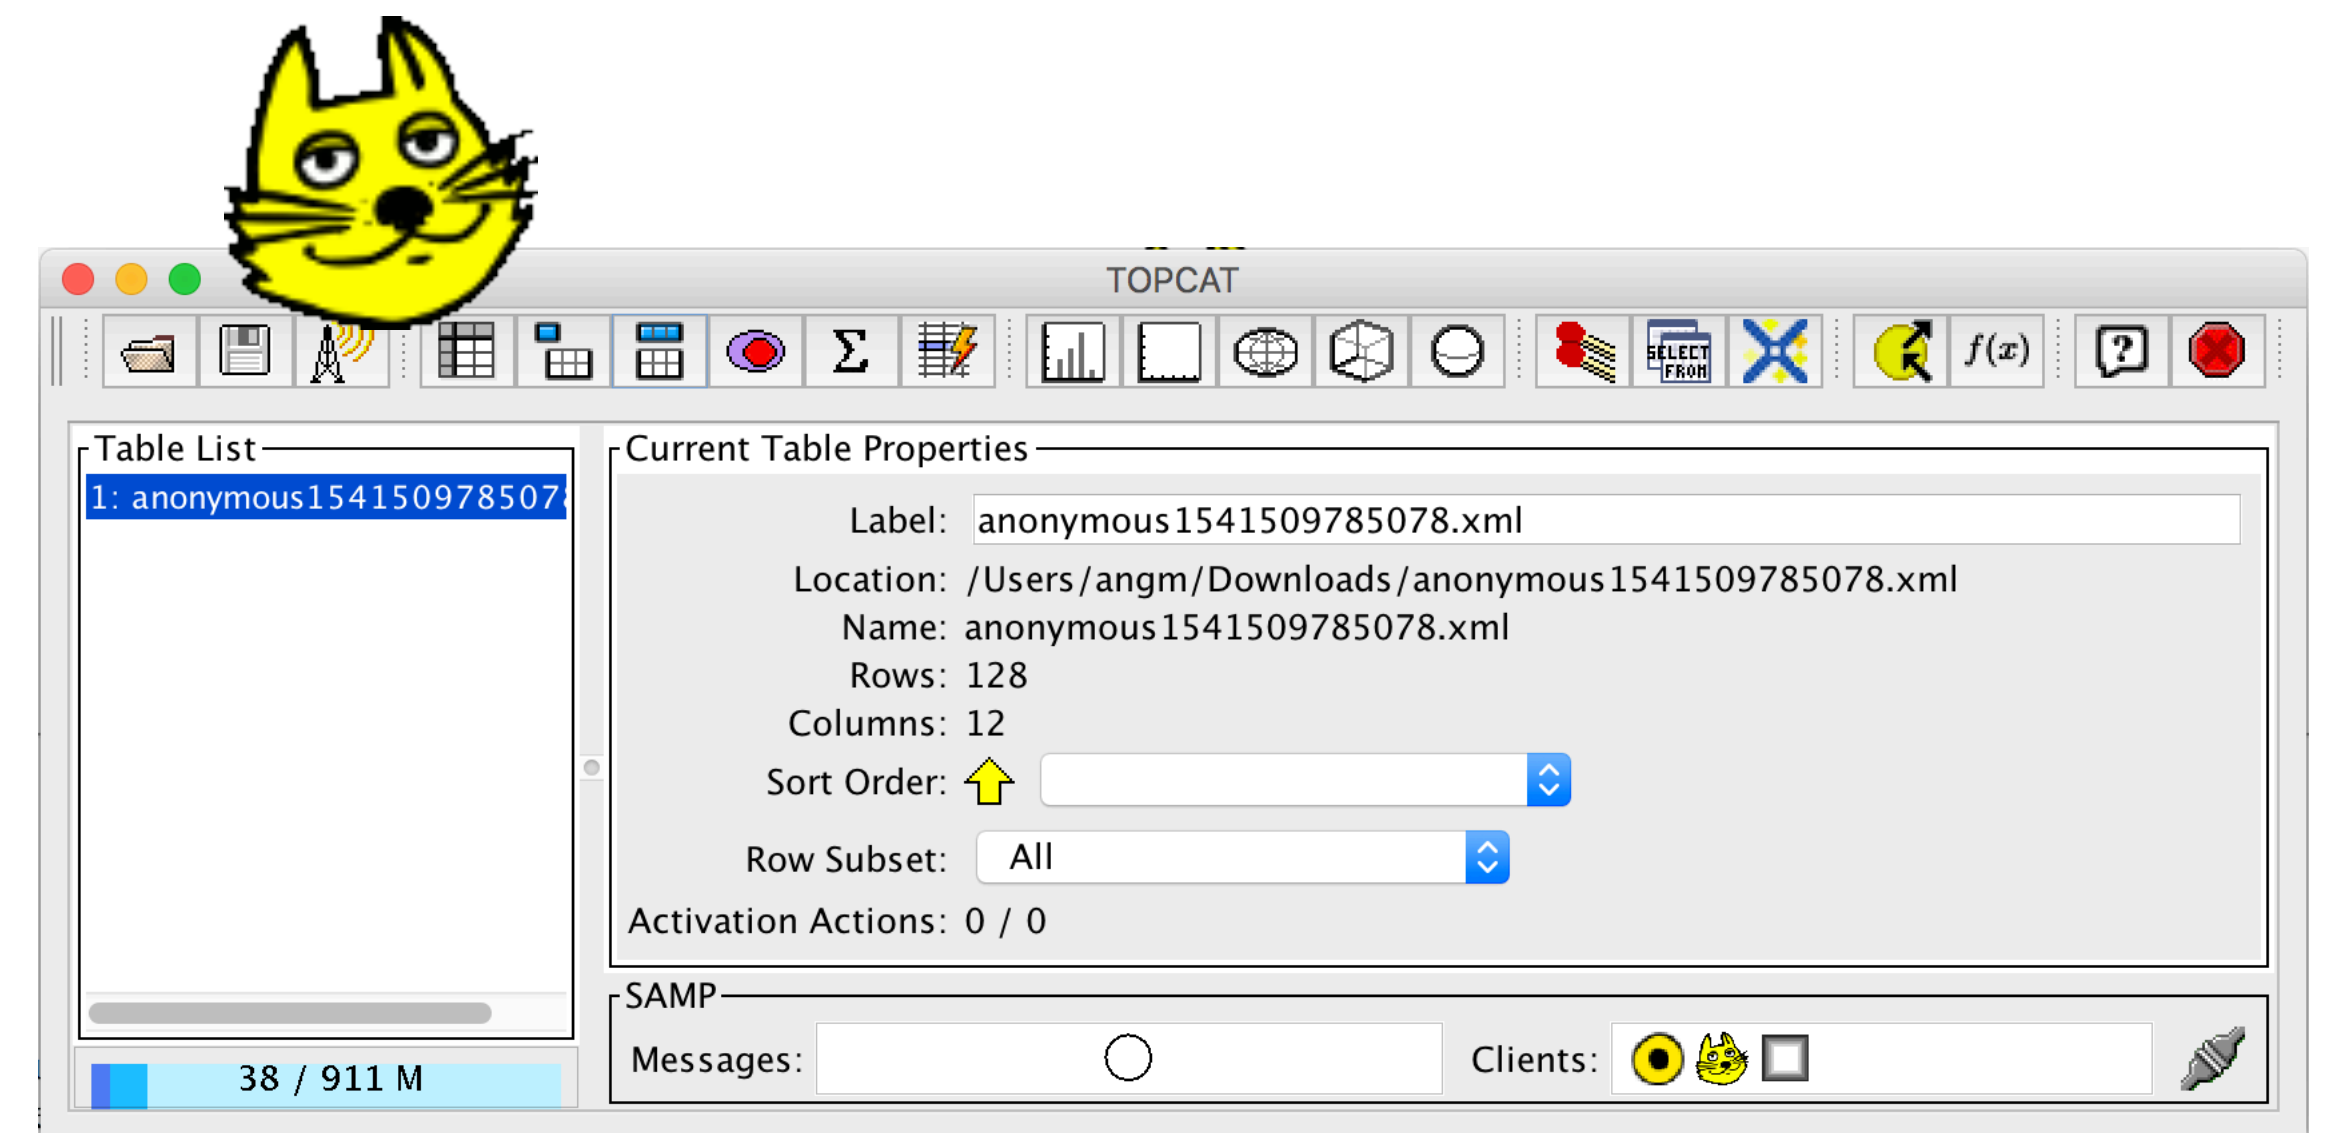 TOPCAT
SELECT
FROM
Σ
f(x)
?
Table List
1: anonymous154150978507
Current Table Properties
Label: anonymous1541509785078.xml
Location: /Users/angm/Downloads/anonymous1541509785078.xml
Name: anonymous1541509785078.xml
Rows: 128
Columns: 12
Sort Order:
Row Subset: All
Activation Actions: 0 / 0
SAMP
Messages:
Clients:
38 / 911 M